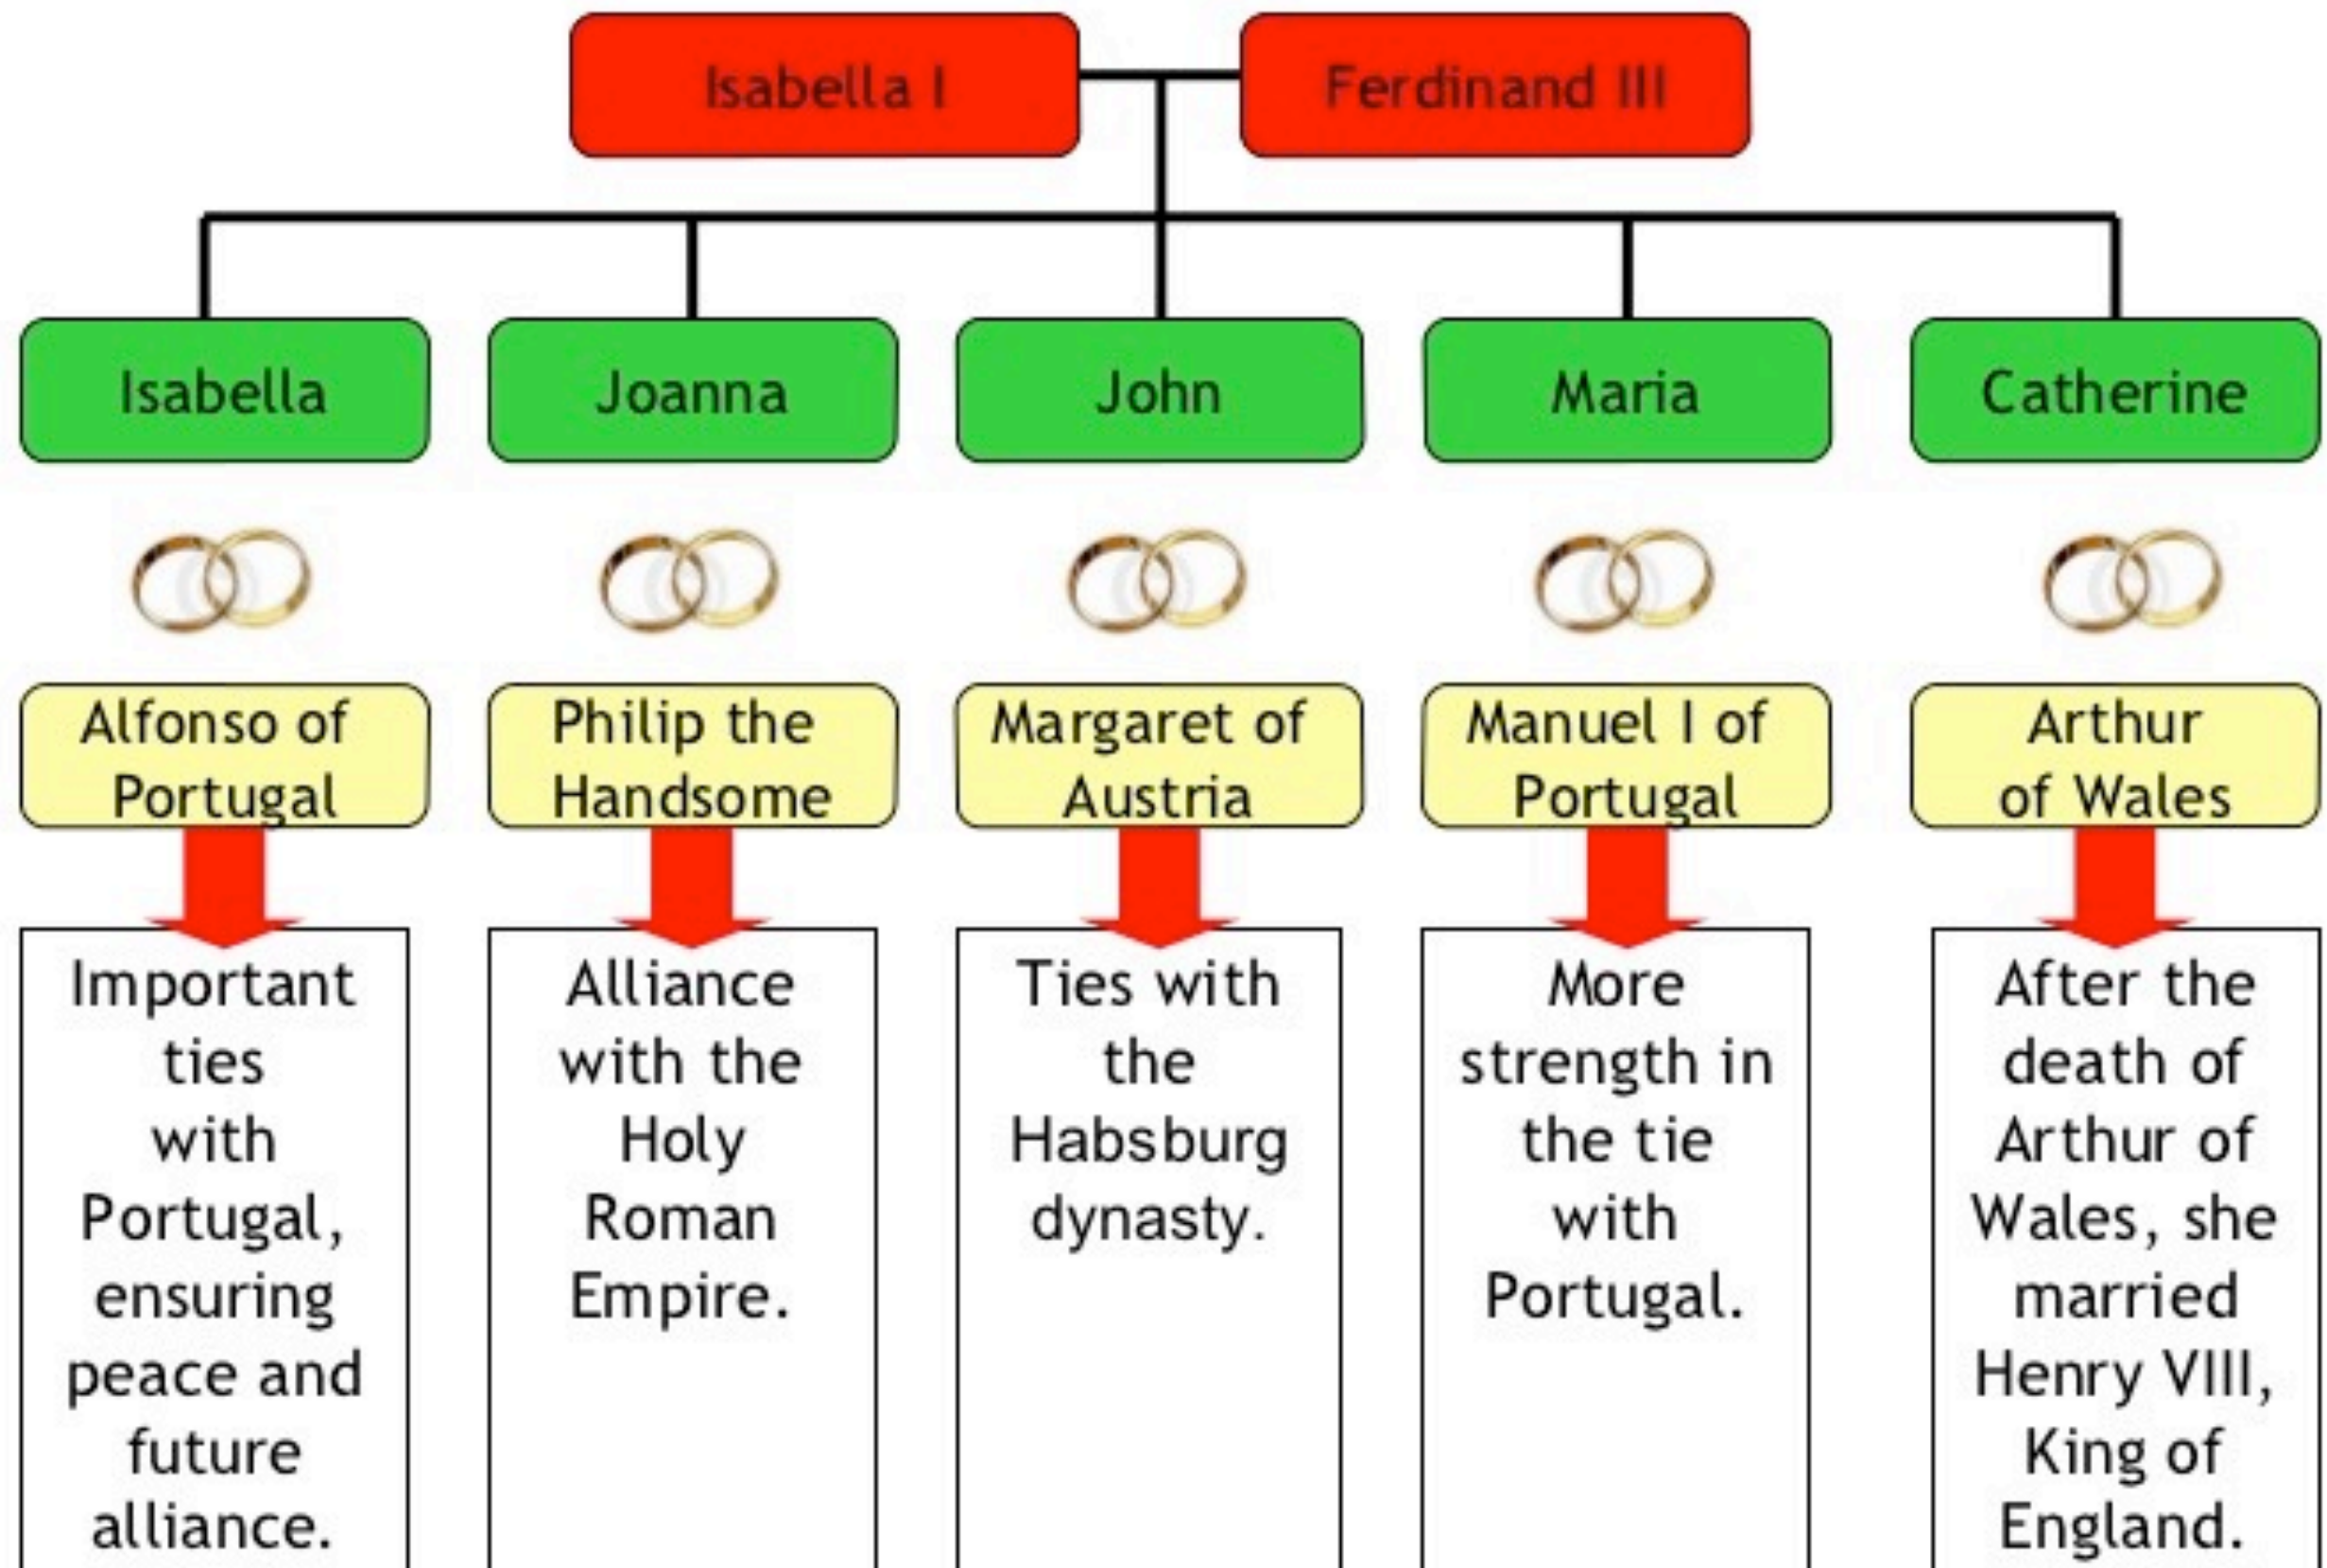 Isabella I
Ferdinand III
Isabella
Joanna
John
Maria
Catherine
Alfonso of
Portugal
Philip the
Handsome
Margaret of
Austria
Manuel I of
Portugal
Arthur
of Wales
Important
ties
with
Portugal,
ensuring
peace and
future
alliance.
Alliance
with the
Holy
Roman
Empire.
Ties with
the
Habsburg
dynasty.
More
strength in
the tie
with
Portugal.
After the
death of
Arthur of
Wales, she
married
Henry VIII,
King of
England.